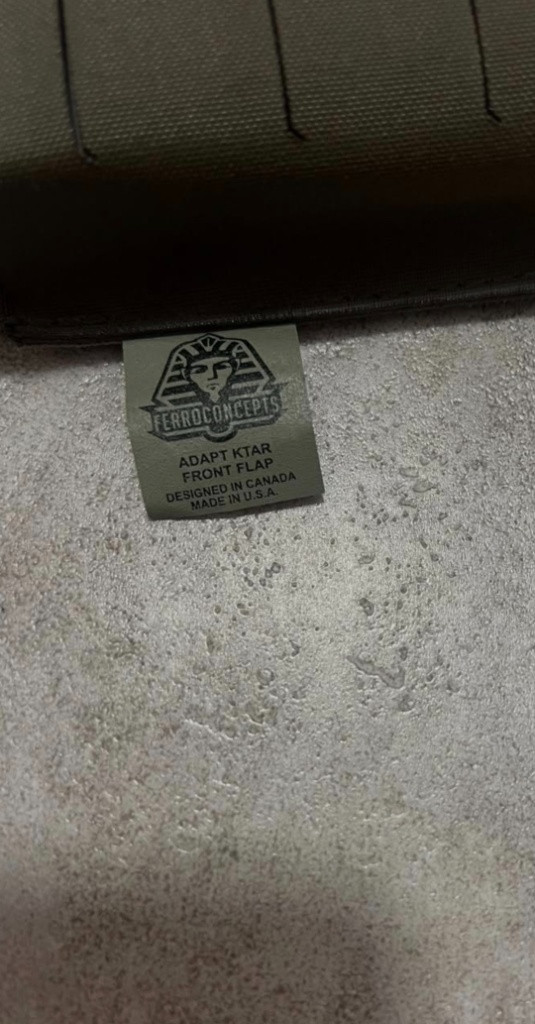 FERROCONCEPTS
ADAPT KTAR
FRONT FLAP
DESIGNED IN CANADA
MADE IN U.S.A.